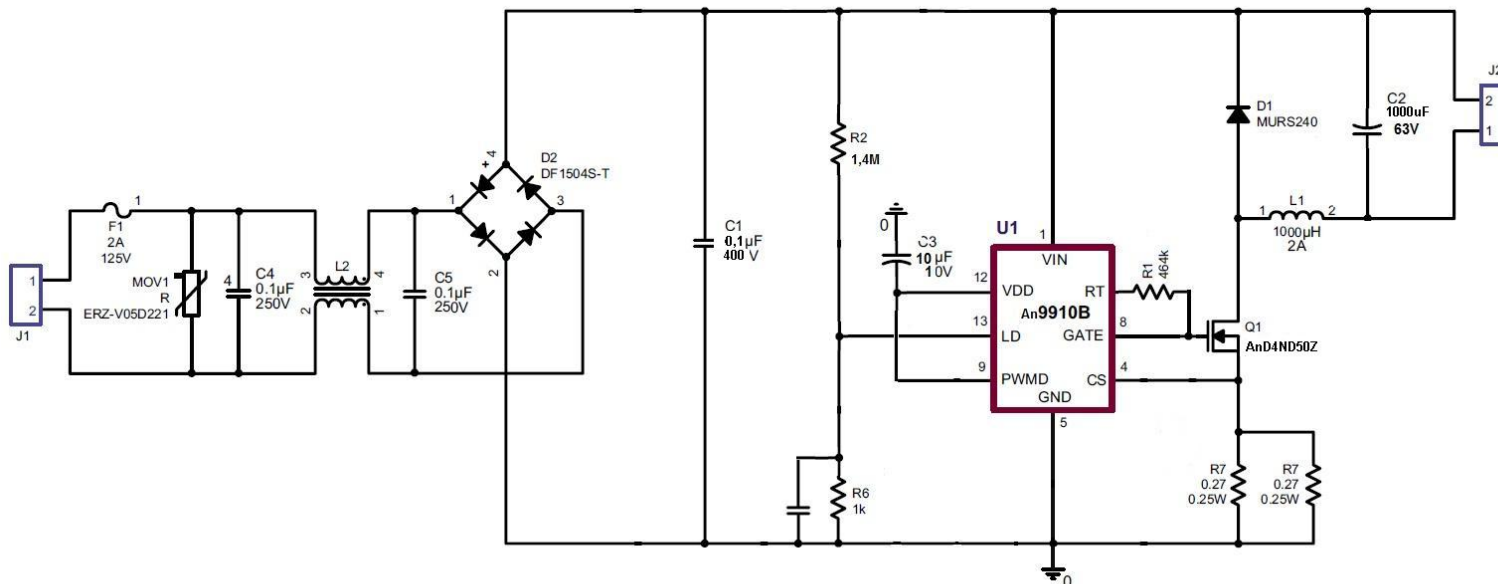 J1
1
2
F1
2A
125V
1
MOV1
R
ERZ-V05D221
4
C4
0.1µF
250V
L2
3
4
2
1
C5
0.1µF
250V
D2
DF1504S-T
+
4
1
3
2
C1
0,1µF
400 V
R2
1,4M
R6
1k
0
C3
10 µF
10V
U1
An9910B
1
VIN
12
VDD
13
LD
9
PWMD
GND
5
RT
GATE
8
CS
4
R1
464k
0
D1
MURS240
1
L1
2
1000µH
2A
C2
1000uF
63V
J2
2
1
Q1
AnD4ND50Z
R7
0.27
0.25W
R7
0.27
0.25W